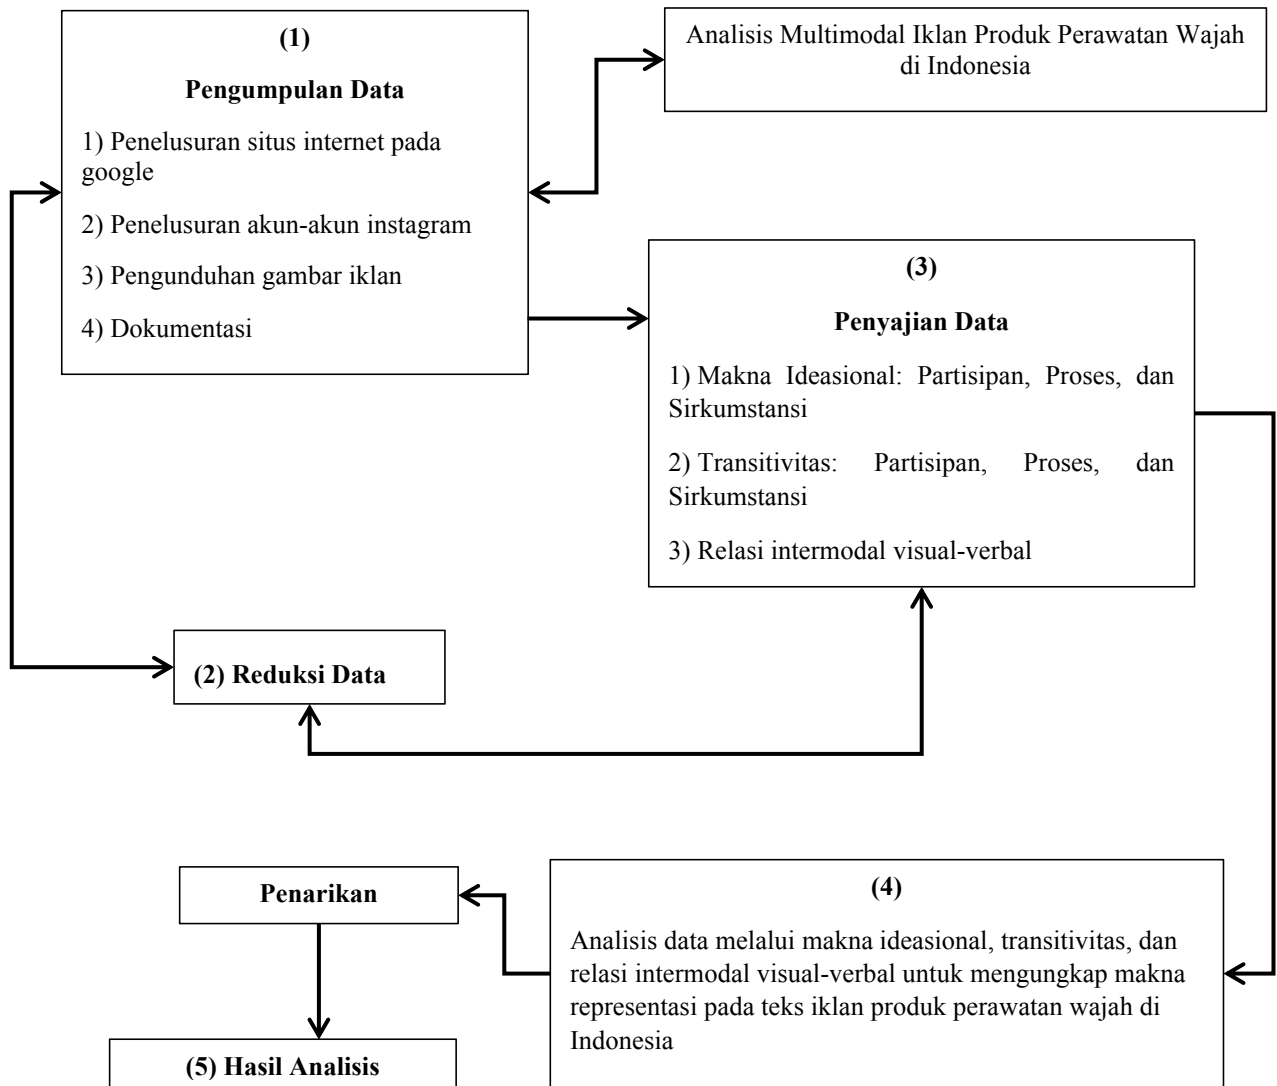 (1)
Pengumpulan Data
1) Penelusuran situs internet pada
google
2) Penelusuran akun-akun instagram
3) Pengunduhan gambar iklan
4) Dokumentasi
Analisis Multimodal Iklan Produk Perawatan Wajah
di Indonesia
(3)
Penyajian Data
1) Makna Ideasional: Partisipan, Proses, dan
Sirkumstansi
2) Transitivitas: Partisipan, Proses, dan
Sirkumstansi
3) Relasi intermodal visual-verbal
(2) Reduksi Data
Penarikan
(4)
Analisis data melalui makna ideasional, transitivitas, dan
relasi intermodal visual-verbal untuk mengungkap makna
representasi pada teks iklan produk perawatan wajah di
Indonesia
(5) Hasil Analisis